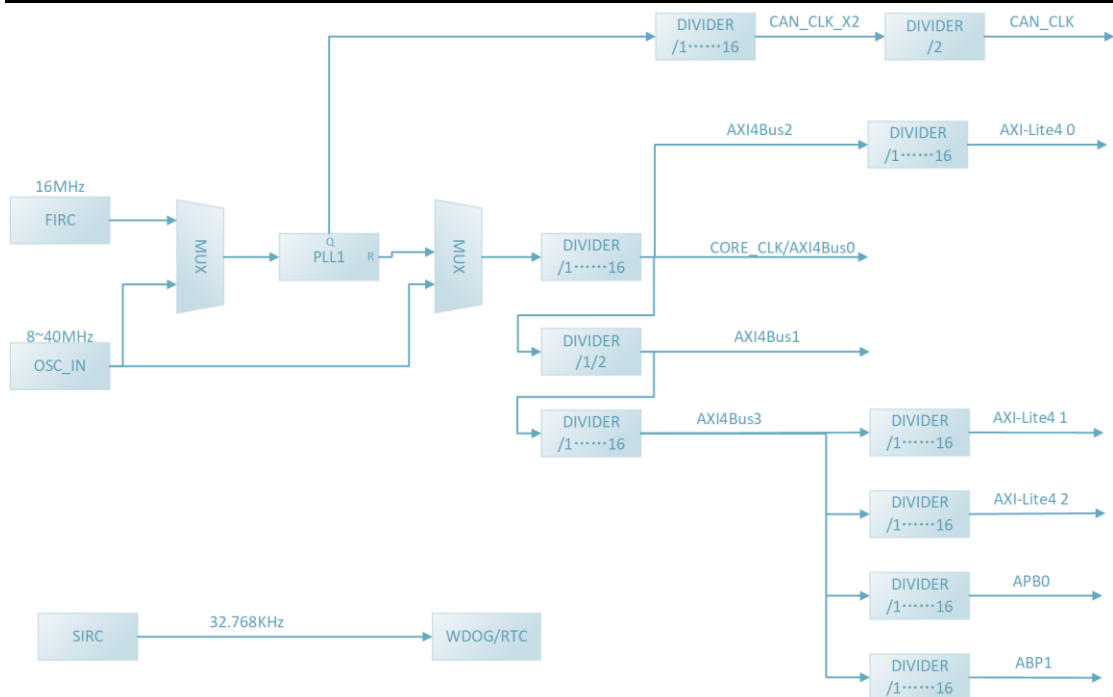 DIVIDER
/1······16
CAN_CLK_X2
DIVIDER
/2
CAN_CLK
AXI4Bus2
DIVIDER
/1······16
AXI-Lite4 0
16MHz
FIRC
MUX
Q
PLL1
R
MUX
DIVIDER
/1······16
CORE_CLK/AXI4Bus0
8~40MHz
OSC_IN
DIVIDER
/1/2
AXI4Bus1
DIVIDER
/1······16
AXI4Bus3
DIVIDER
/1······16
AXI-Lite4 1
DIVIDER
/1······16
AXI-Lite4 2
DIVIDER
/1······16
APB0
SIRC
32.768KHz
WDOG/RTC
DIVIDER
/1······16
ABP1